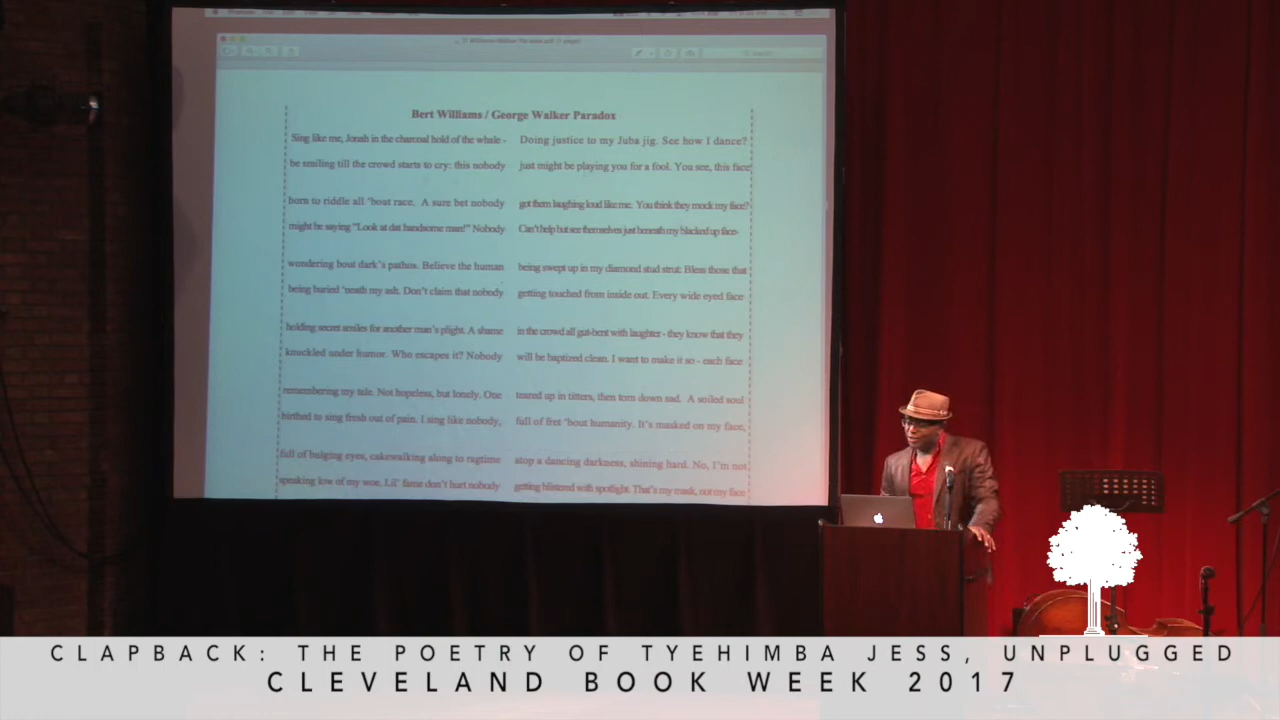 Bert Williams / George Walker Paradox
Sing like me, Jonah in the charcoal hold of the whale - Doing justice to my Juba jig. See how I dance?
be smiling till the crowd starts to cry: this nobody just might be playing you for a fool. You see, this face
born to riddle all 'bout race. A sure bet nobody got them laughing loud like me. You think they mock my face?
might be saying "Look at dat handsome man!" Nobody Can't help but see themselves just beneath my blacked up face-
wondering bout dark's pathos. Believe the human being swept up in my diamond stud strut: Bless those that
being buried 'neath my ash. Don't claim that nobody getting touched from inside out. Every wide eyed face
holding secret smiles for another man's plight. A shame in the crowd all gut-bent with laughter - they know that they
knuckled under humor. Who escapes it? Nobody will be baptized clean. I want to make it so - each face
remembering my tale. Not hopeless, but lonely. One teared up in titters, then torn down sad. A soiled soul
birthed to sing fresh out of pain. I sing like nobody, full of fret 'bout humanity. It's masked on my face,
full of bulging eyes, cakewalking along to ragtime atop a dancing darkness, shining hard. No, I'm not
speaking low of my woe. Lil' fame don't hurt nobody getting blistered with spotlight. That's my mask, not my face
CLAPBACK: THE POETRY OF TYEHIMBA JESS, UNPLUGGED
CLEVELAND BOOK WEEK 2017